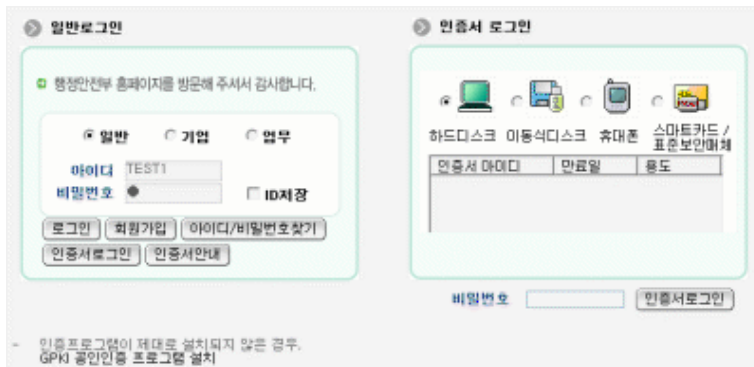 일반로그인
행정안전부 홈페이지를 방문해 주셔서 감사합니다.
일반 기업 업무
아이디 TEST1
비밀번호 ID저장
로그인 회원가입 아이디/비밀번호찾기
인증서로그인 인증서안내
인증서 로그인
하드디스크 이동식디스크 휴대폰 스마트카드 /
표준보안매체
인증서 아이디 만료일 용도
비밀번호 인증서로그인
- 인증프로그램이 제대로 설치되지 않은 경우.
GPKI 공인인증 프로그램 설치